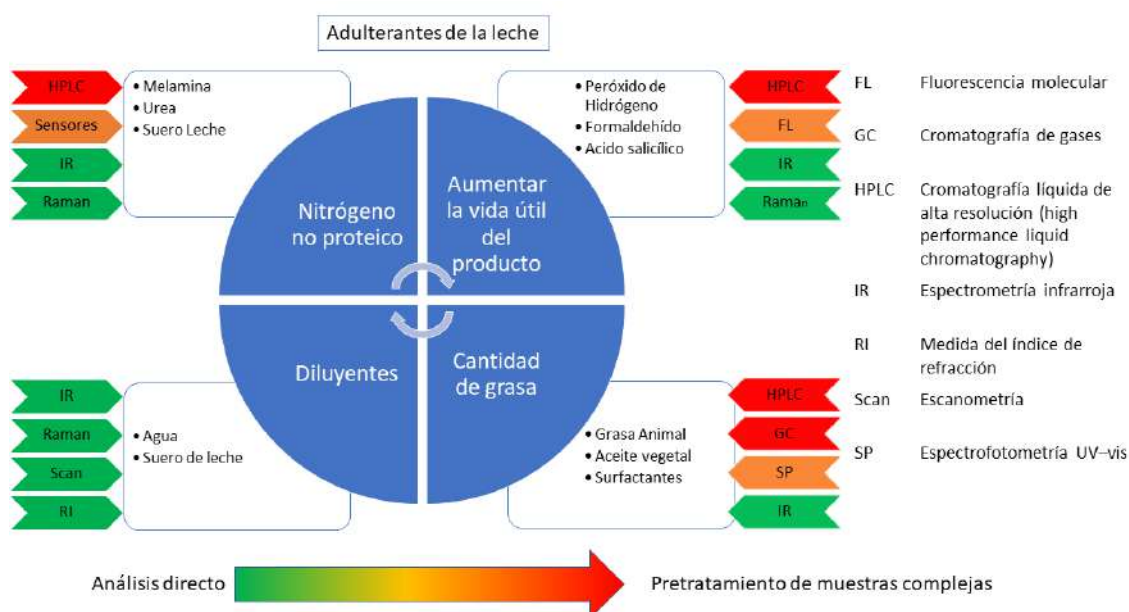 Adulterantes de la leche
HPLC
Sensores
IR
Raman
• Melamina
• Urea
• Suero Leche
• Peróxido de
Hidrógeno
• Formaldehído
• Acido salicílico
HPLC
FL
IR
Raman
Nitrógeno
no proteico
Aumentar
la vida útil
del
producto
Diluyentes
Cantidad
de grasa
IR
Raman
Scan
RI
• Agua
• Suero de leche
• Grasa Animal
• Aceite vegetal
• Surfactantes
HPLC
GC
SP
IR
FL Fluorescencia molecular
GC Cromatografía de gases
HPLC Cromatografía líquida de
alta resolución (high
performance liquid
chromatography)
IR Espectrometría infrarroja
RI Medida del índice de
refracción
Scan Escanometría
SP Espectrofotometría UV–vis
Análisis directo
Pretratamiento de muestras complejas